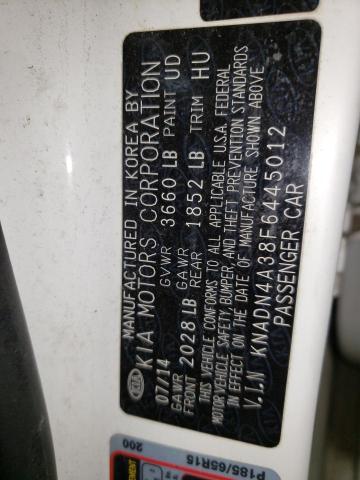 MANUFACTURED IN KOREA BY
KIA MOTORS CORPORATION
07/14 GVWR 3660 LB PAINT UD
GAWR FRONT 2028 LB GAWR REAR 1852 LB TRIM HU
THIS VEHICLE CONFORMS TO ALL APPLICABLE U.S.A. FEDERAL
MOTOR VEHICLE SAFETY, BUMPER, AND THEFT PREVENTION STANDARDS
IN EFFECT ON THE DATE OF MANUFACTURE SHOWN ABOVE
V.I.N KNADN4A38F6445012
PASSENGER CAR
KIA
200
P185/65R15